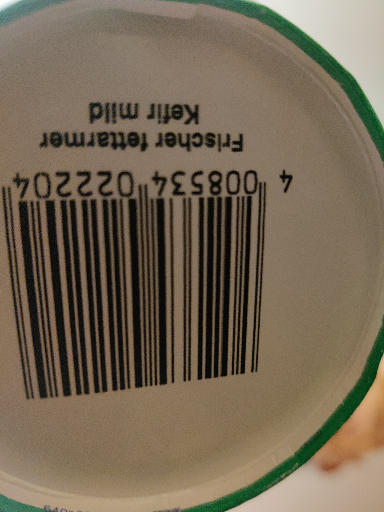 4 008534 022204
Frischer fettarmer
Kefir mild